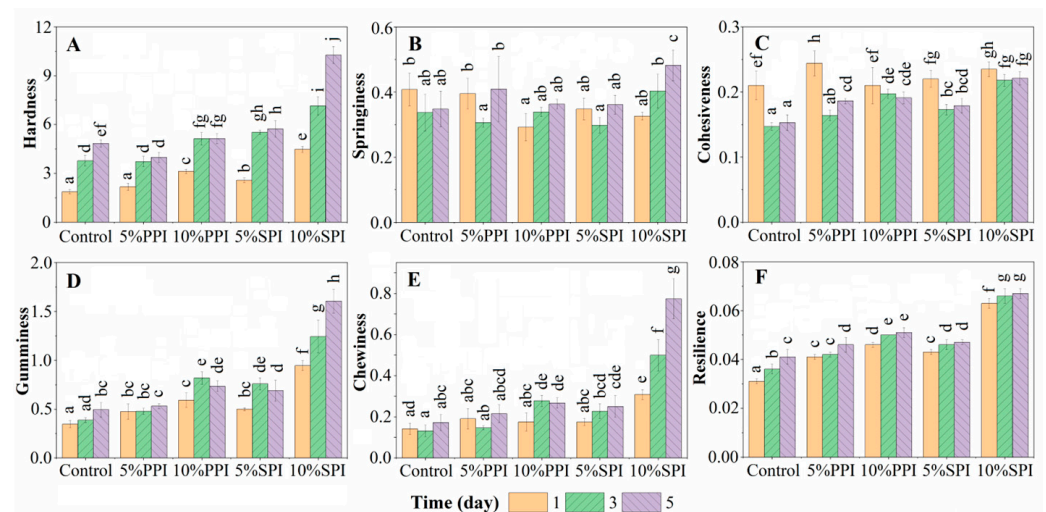 A
Hardness
12
9
6
3
0
a
d
ef
a
d
d
c
fg
fg
b
gh
h
e
i
j
Control 5%PPI 10%PPI 5%SPI 10%SPI
B
Springiness
0.6
0.4
0.2
0.0
b
ab
ab
b
a
b
a
ab
ab
ab
a
ab
ab
ab
c
Control 5%PPI 10%PPI 5%SPI 10%SPI
C
Cohesiveness
0.3
0.2
0.1
0.0
ef
a
a
h
ab
cd
ef
de
cde
fg
bc
bcd
gh
fg
fg
Control 5%PPI 10%PPI 5%SPI 10%SPI
D
Gumminess
2.0
1.5
1.0
0.5
0.0
a
ad
bc
bc
bc
c
c
e
de
bc
de
d
f
g
h
Control 5%PPI 10%PPI 5%SPI 10%SPI
E
Chewiness
0.8
0.6
0.4
0.2
0.0
ad
a
abc
abc
ab
abcd
abc
de
de
abc
bcd
cde
e
f
g
Control 5%PPI 10%PPI 5%SPI 10%SPI
F
Resilience
0.08
0.06
0.04
0.02
0.00
a
b
c
c
c
d
d
e
e
c
d
d
f
g
g
Control 5%PPI 10%PPI 5%SPI 10%SPI
Time (day) 1 3 5